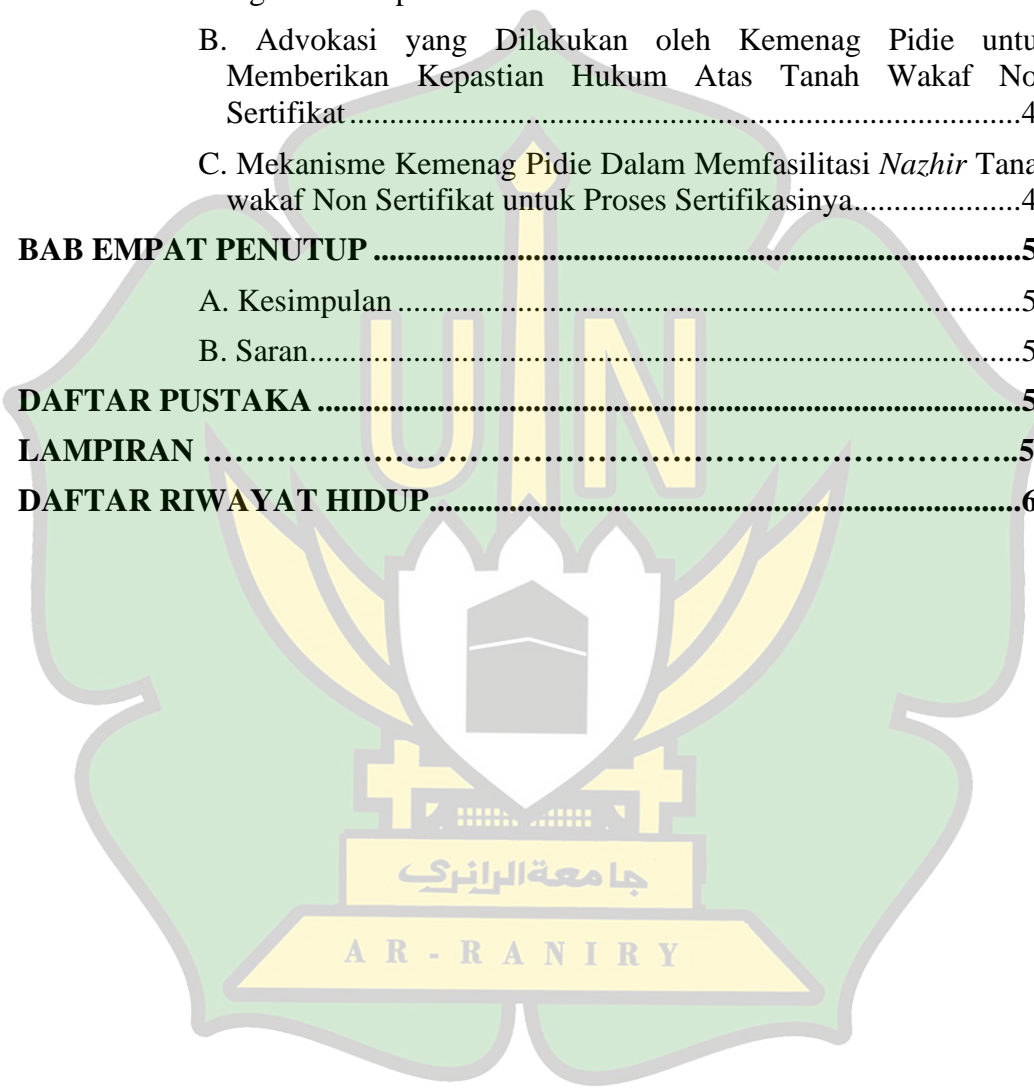 B. Advokasi yang Dilakukan oleh Kemenag Pidie untu
Memberikan Kepastian Hukum Atas Tanah Wakaf No
Sertifikat....................................................................................4
C. Mekanisme Kemenag Pidie Dalam Memfasilitasi Nazhir Tana
wakaf Non Sertifikat untuk Proses Sertifikasinya.....................4
BAB EMPAT PENUTUP ..................................................................................5
A. Kesimpulan ..............................................................................5
B. Saran.........................................................................................5
DAFTAR PUSTAKA .........................................................................................5
LAMPIRAN ……………………………………………………………………..5
DAFTAR RIWAYAT HIDUP...........................................................................6
UIN
جامعة الرانري
AR-RANIRY